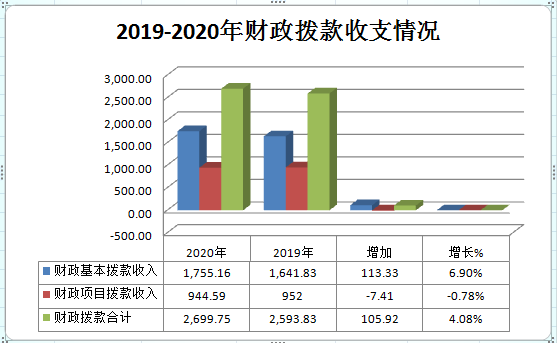 2019-2020年财政拨款收支情况
3,000.00
2,500.00
2,000.00
1,500.00
1,000.00
500.00
0.00
-500.00
2020年 2019年 增加 增长%
财政基本拨款收入 1,755.16 1,641.83 113.33 6.90%
财政项目拨款收入 944.59 952 -7.41 -0.78%
财政拨款合计 2,699.75 2,593.83 105.92 4.08%